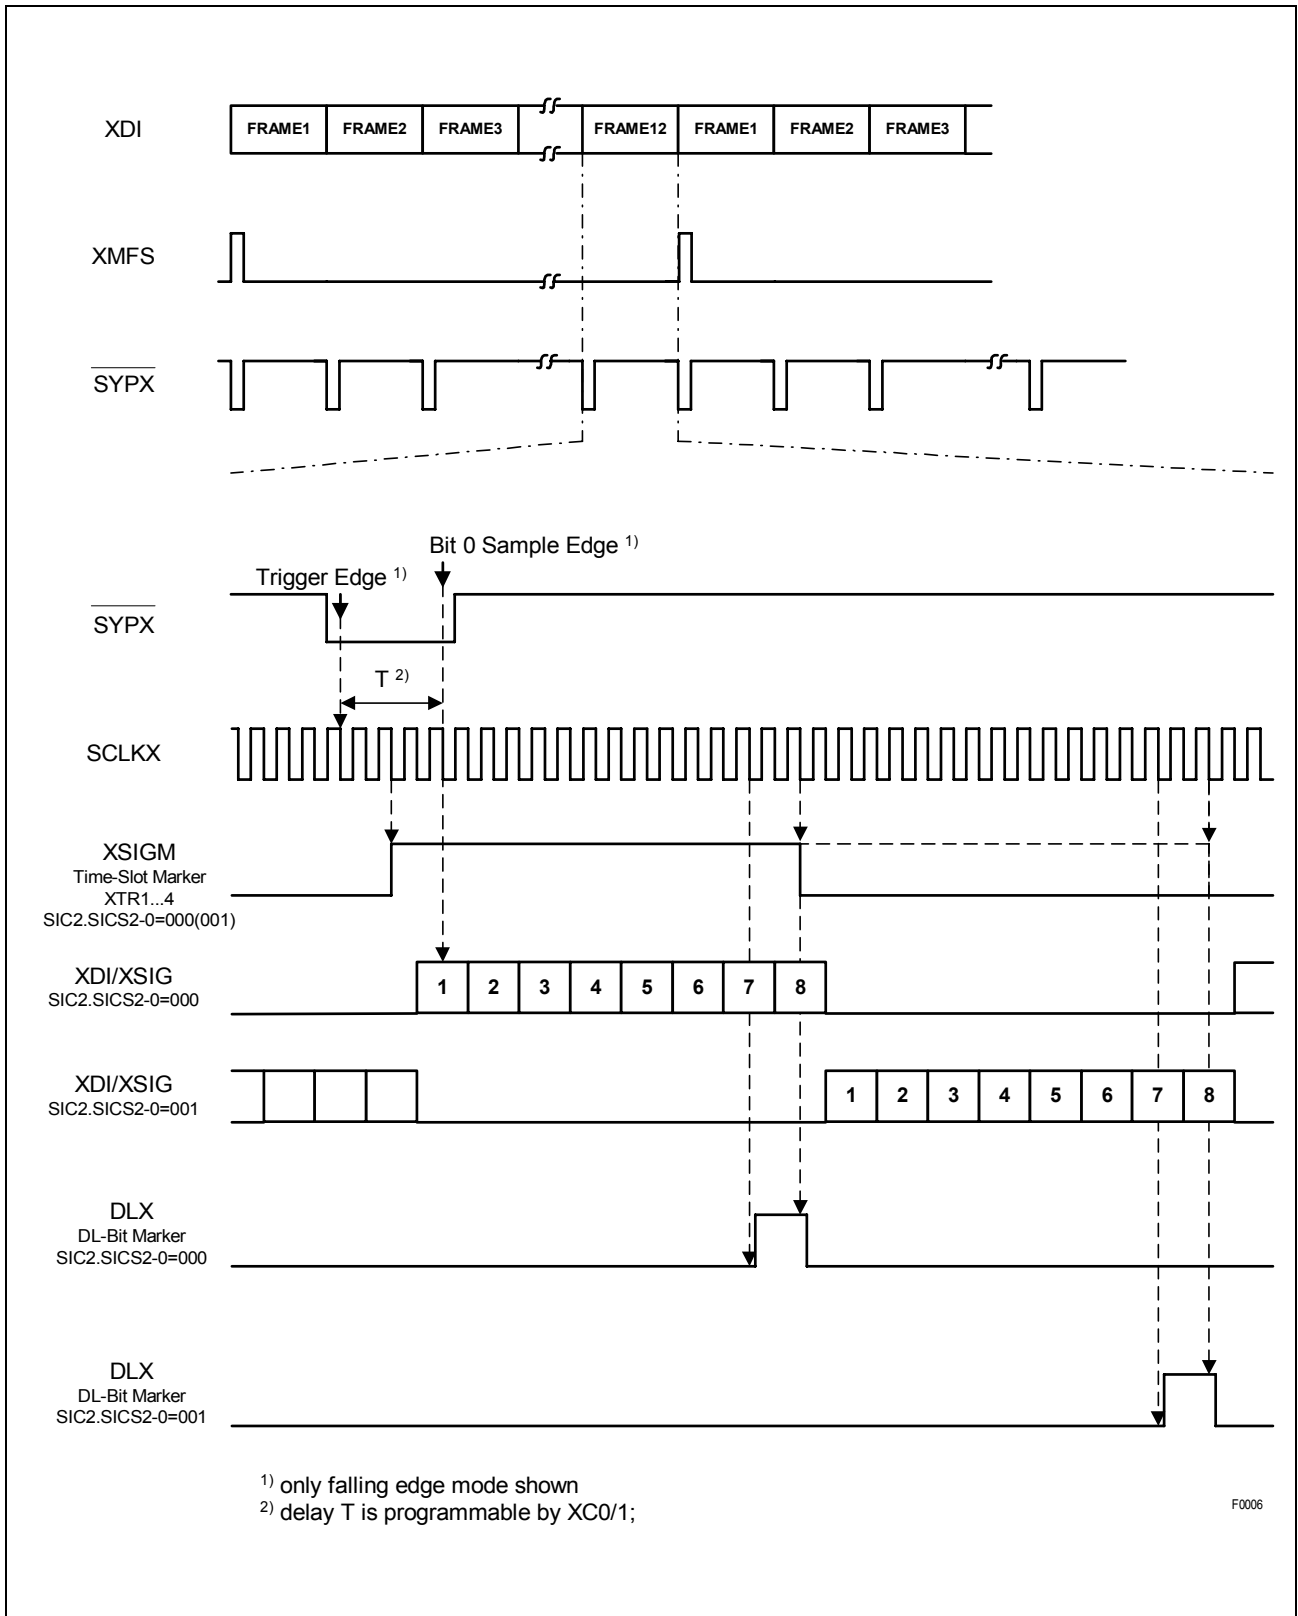 XDI
FRAME1 FRAME2 FRAME3 FRAME12 FRAME1 FRAME2 FRAME3
XMFS
SYPX
Bit 0 Sample Edge 1)
Trigger Edge 1)
SYPX
T 2)
SCLKX
XSIGM
Time-Slot Marker
XTR1...4
SIC2.SICS2-0=000(001)
XDI/XSIG
SIC2.SICS2-0=000
1 2 3 4 5 6 7 8
XDI/XSIG
SIC2.SICS2-0=001
1 2 3 4 5 6 7 8
DLX
DL-Bit Marker
SIC2.SICS2-0=000
DLX
DL-Bit Marker
SIC2.SICS2-0=001
1) only falling edge mode shown
2) delay T is programmable by XC0/1;
F0006